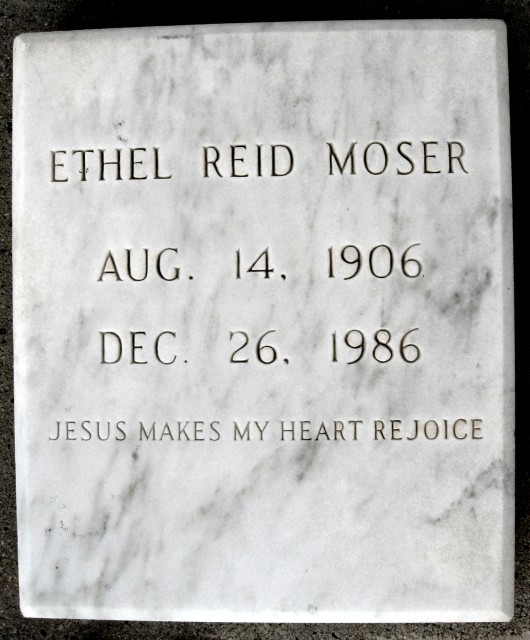 ETHEL REID MOSER
AUG. 14, 1906
DEC. 26, 1986
JESUS MAKES MY HEART REJOICE